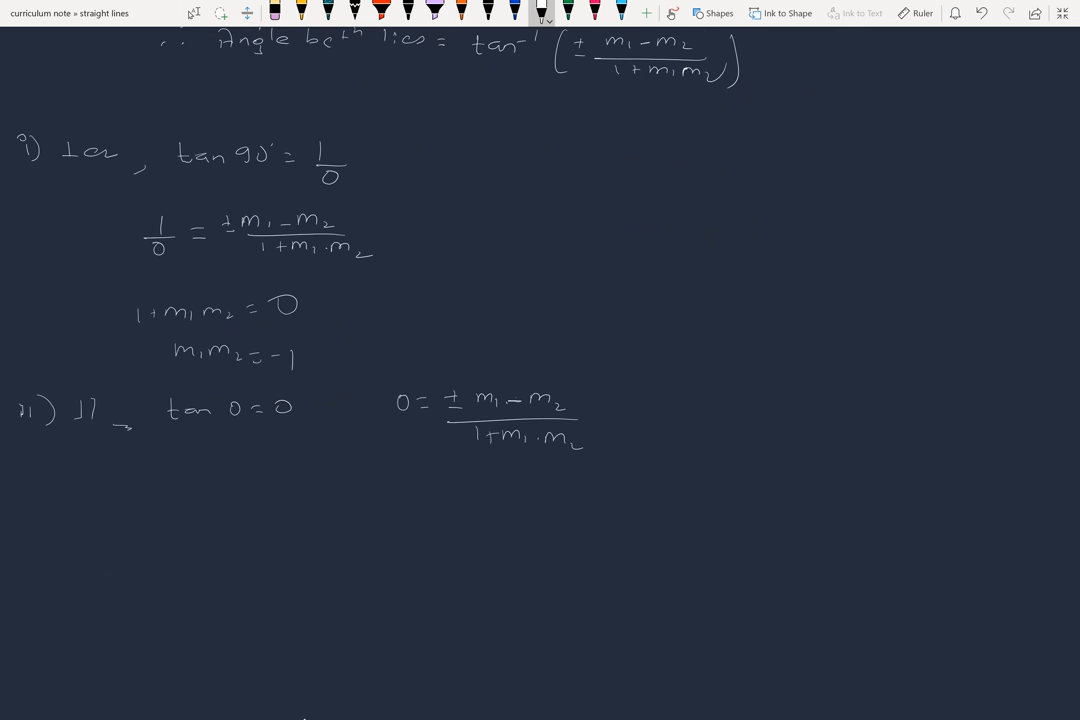 curriculum note » straight lines
Shapes Ink to Shape Ink to Text Ruler
∴ Angle betn lies = tan⁻¹ (± m₁ - m₂ / 1 + m₁m₂)
i) ⊥ar, tan 90° = 1/0
1/0 = ± m₁ - m₂ / 1 + m₁.m₂
1 + m₁ m₂ = 0
m₁m₂ = -1
ii) || → tan 0 = 0 0 = ± m₁ - m₂ / 1 + m₁.m₂